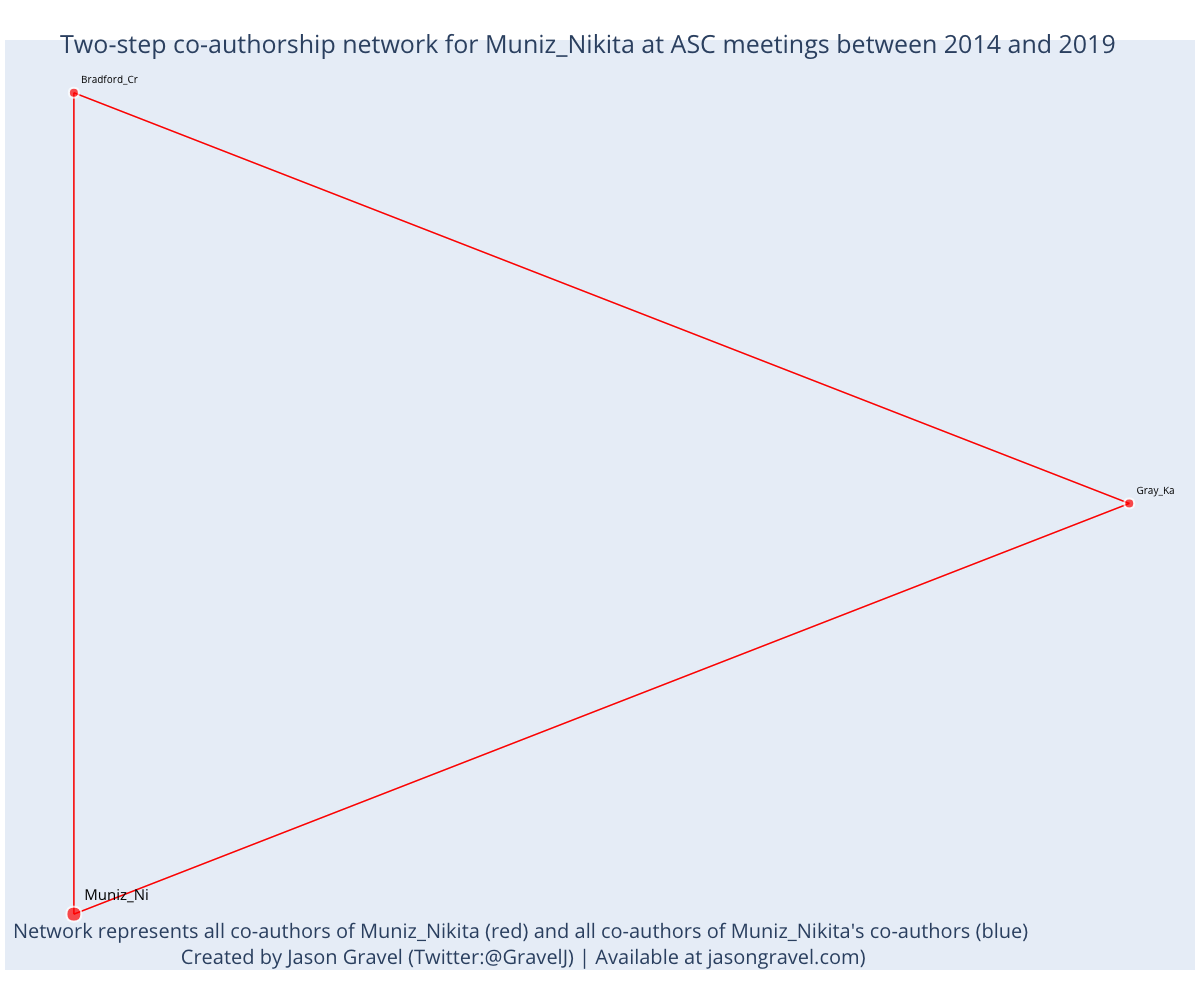 Two-step co-authorship network for Muniz_Nikita at ASC meetings between 2014 and 2019
Bradford_Cr
Gray_Ka
Muniz_Ni
Network represents all co-authors of Muniz_Nikita (red) and all co-authors of Muniz_Nikita's co-authors (blue)
Created by Jason Gravel (Twitter:@GravelJ) | Available at jasongravel.com)